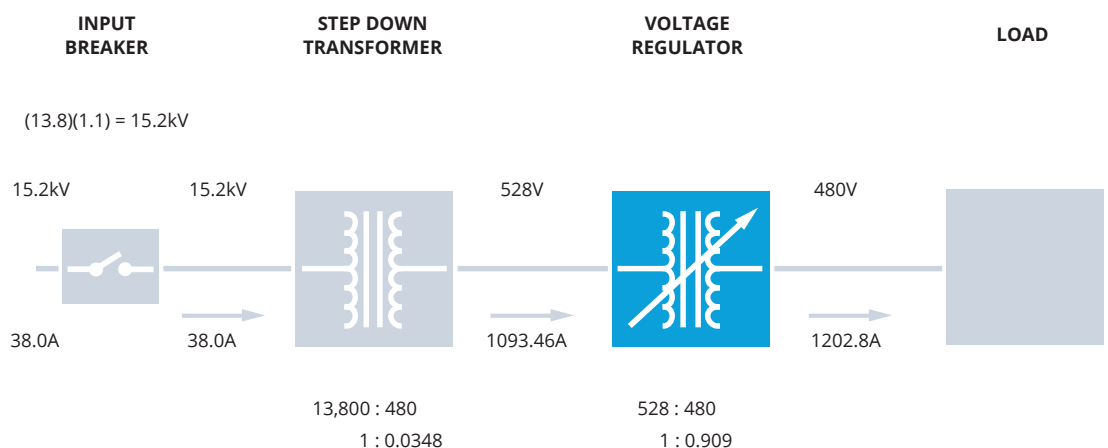 INPUT
BREAKER
STEP DOWN
TRANSFORMER
VOLTAGE
REGULATOR
LOAD
(13.8)(1.1) = 15.2kV
15.2kV
15.2kV
528V
480V
38.0A
38.0A
1093.46A
1202.8A
13,800 : 480
1 : 0.0348
528 : 480
1 : 0.909